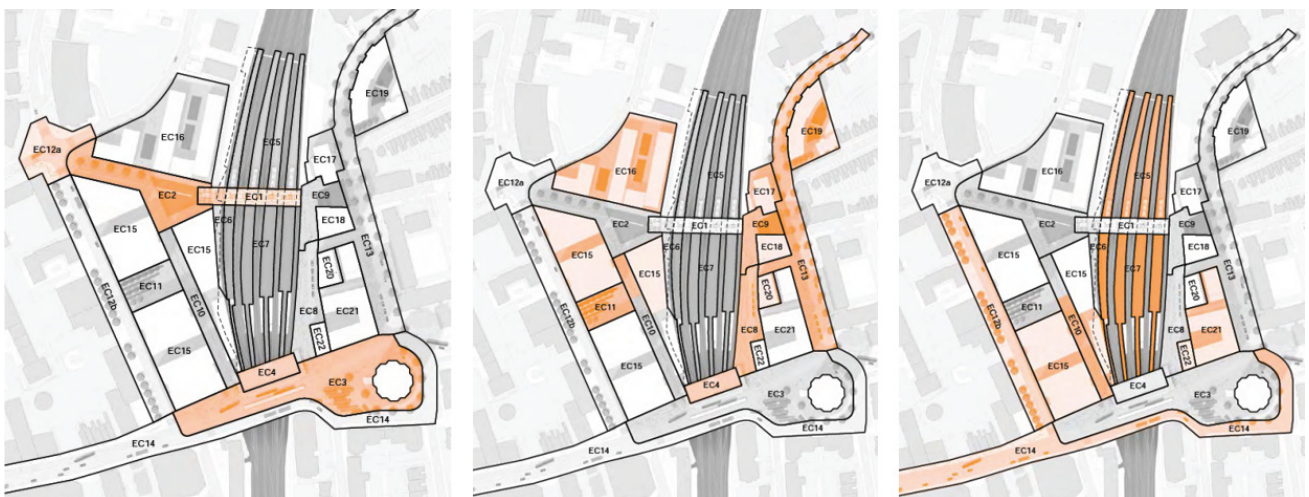 EC19
EC16
EC12a
EC5
EC17
EC2
EC1
EC9
EC6
EC18
EC15
EC15
EC7
EC13
EC20
EC11
EC12b
EC10
EC8
EC21
EC15
EC22
EC4
EC3
EC14
EC14
EC19
EC16
EC12a
EC5
EC17
EC2
EC1
EC9
EC6
EC18
EC15
EC15
EC7
EC13
EC20
EC11
EC12b
EC10
EC8
EC21
EC15
EC22
EC4
EC3
EC14
EC14
EC19
EC16
EC12a
EC5
EC17
EC2
EC1
EC9
EC6
EC18
EC15
EC15
EC7
EC13
EC20
EC11
EC12b
EC10
EC8
EC21
EC15
EC22
EC4
EC3
EC14
EC14